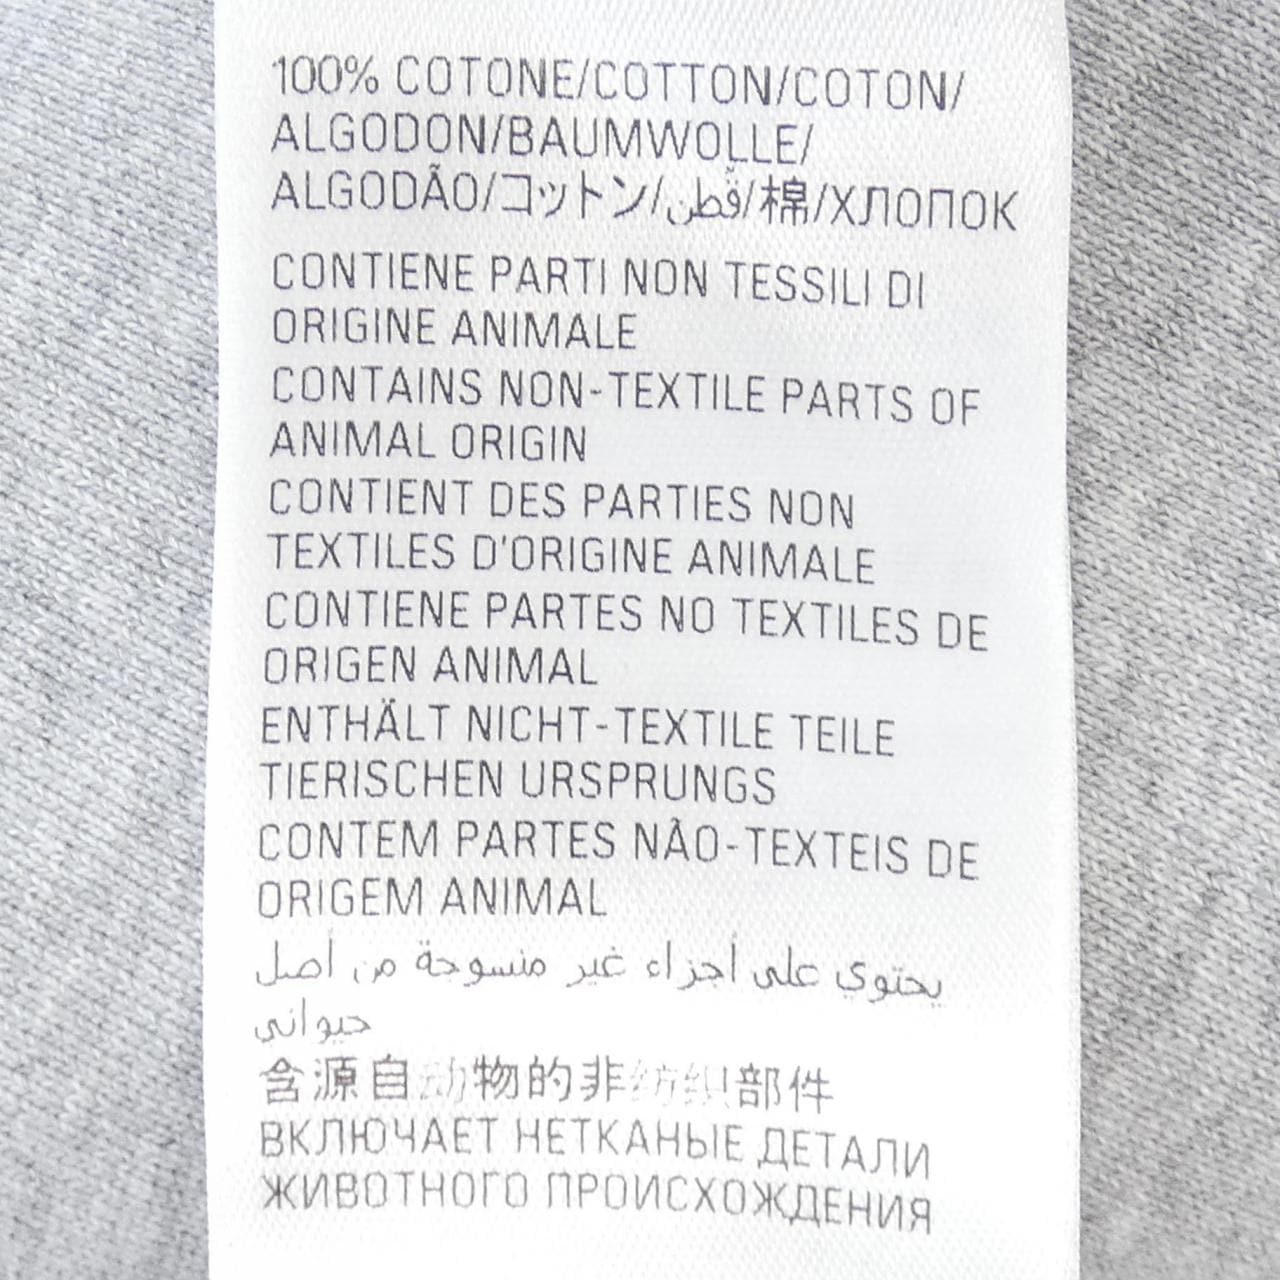 100% COTONE/COTTON/COTON/
ALGODON/BAUMWOLLE/
ALGODÃO/コットン/قطن/棉/ХЛОПОК
CONTIENE PARTI NON TESSILI DI
ORIGINE ANIMALE
CONTAINS NON-TEXTILE PARTS OF
ANIMAL ORIGIN
CONTIENT DES PARTIES NON
TEXTILES D'ORIGINE ANIMALE
CONTIENE PARTES NO TEXTILES DE
ORIGEN ANIMAL
ENTHÄLT NICHT-TEXTILE TEILE
TIERISCHEN URSPRUNGS
CONTEM PARTES NÃO-TEXTEIS DE
ORIGEM ANIMAL
يحتوي على أجزاء غير منسوجة من أصل
حيواني
含源自动物的非纺织部件
ВКЛЮЧАЕТ НЕТКАНЫЕ ДЕТАЛИ
ЖИВОТНОГО ПРОИСХОЖДЕНИЯ